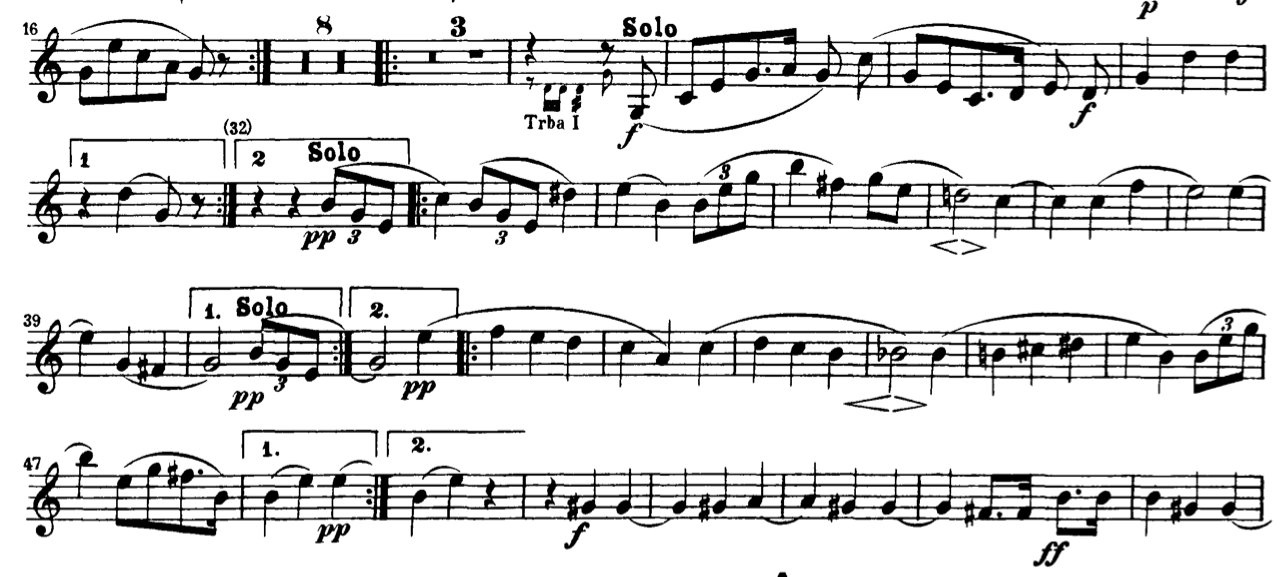 p
16 8 3 Solo
Trba I
f f
(32)
1 2 Solo 3
pp 3 3
39 1. Solo 2. 3
pp 3 pp
47 1. 2.
pp f ff